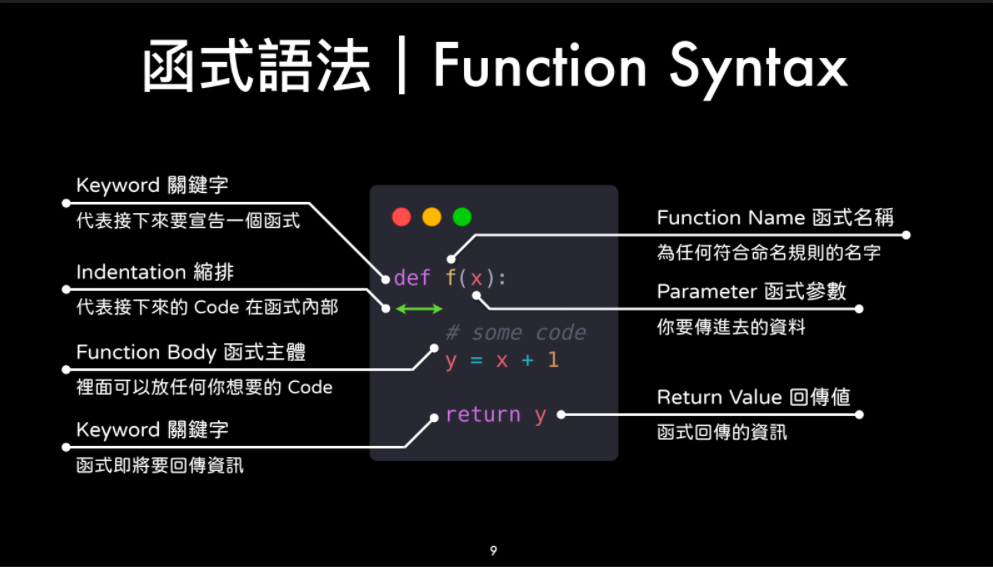 函式語法｜Function Syntax
Keyword 關鍵字
代表接下來要宣告一個函式
Indentation 縮排
代表接下來的 Code 在函式內部
Function Body 函式主體
裡面可以放任何你想要的 Code
Keyword 關鍵字
函式即將要回傳資訊
def f(x):
# some code
y = x + 1
return y
Function Name 函式名稱
為任何符合命名規則的名字
Parameter 函式參數
你要傳進去的資料
Return Value 回傳值
函式回傳的資訊
9